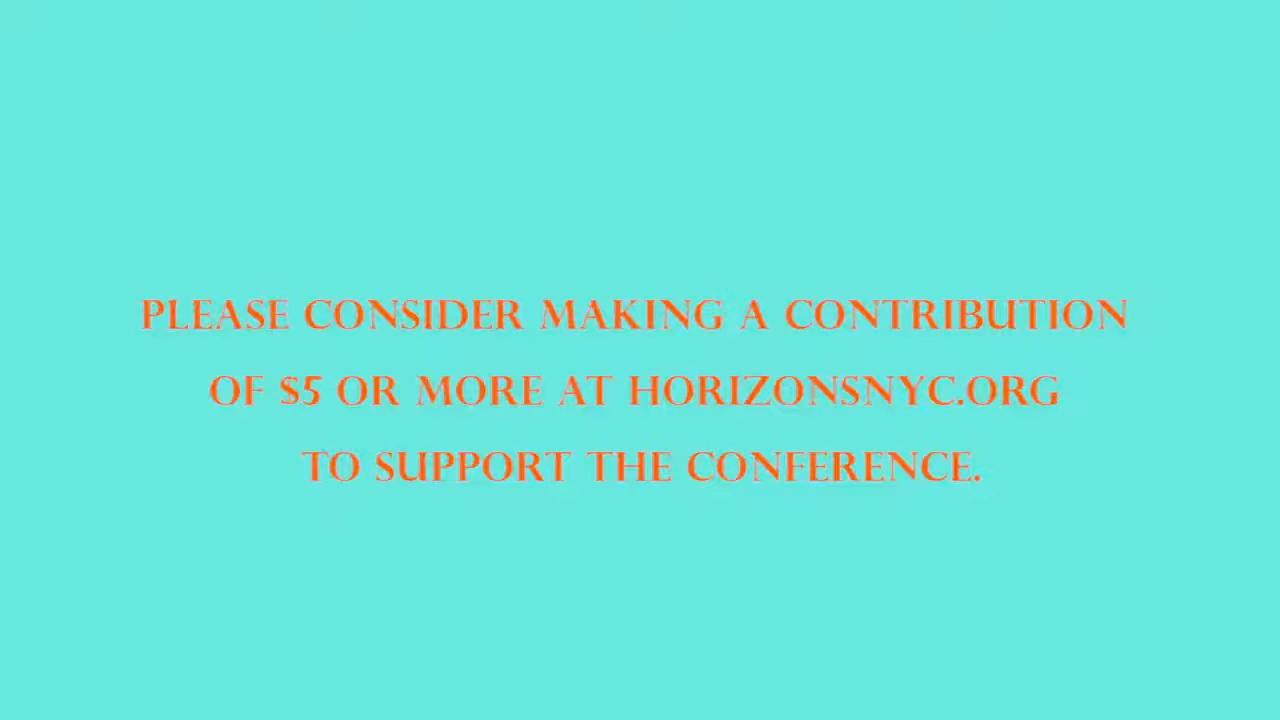 PLEASE CONSIDER MAKING A CONTRIBUTION
OF $5 OR MORE AT HORIZONSNYC.ORG
TO SUPPORT THE CONFERENCE.